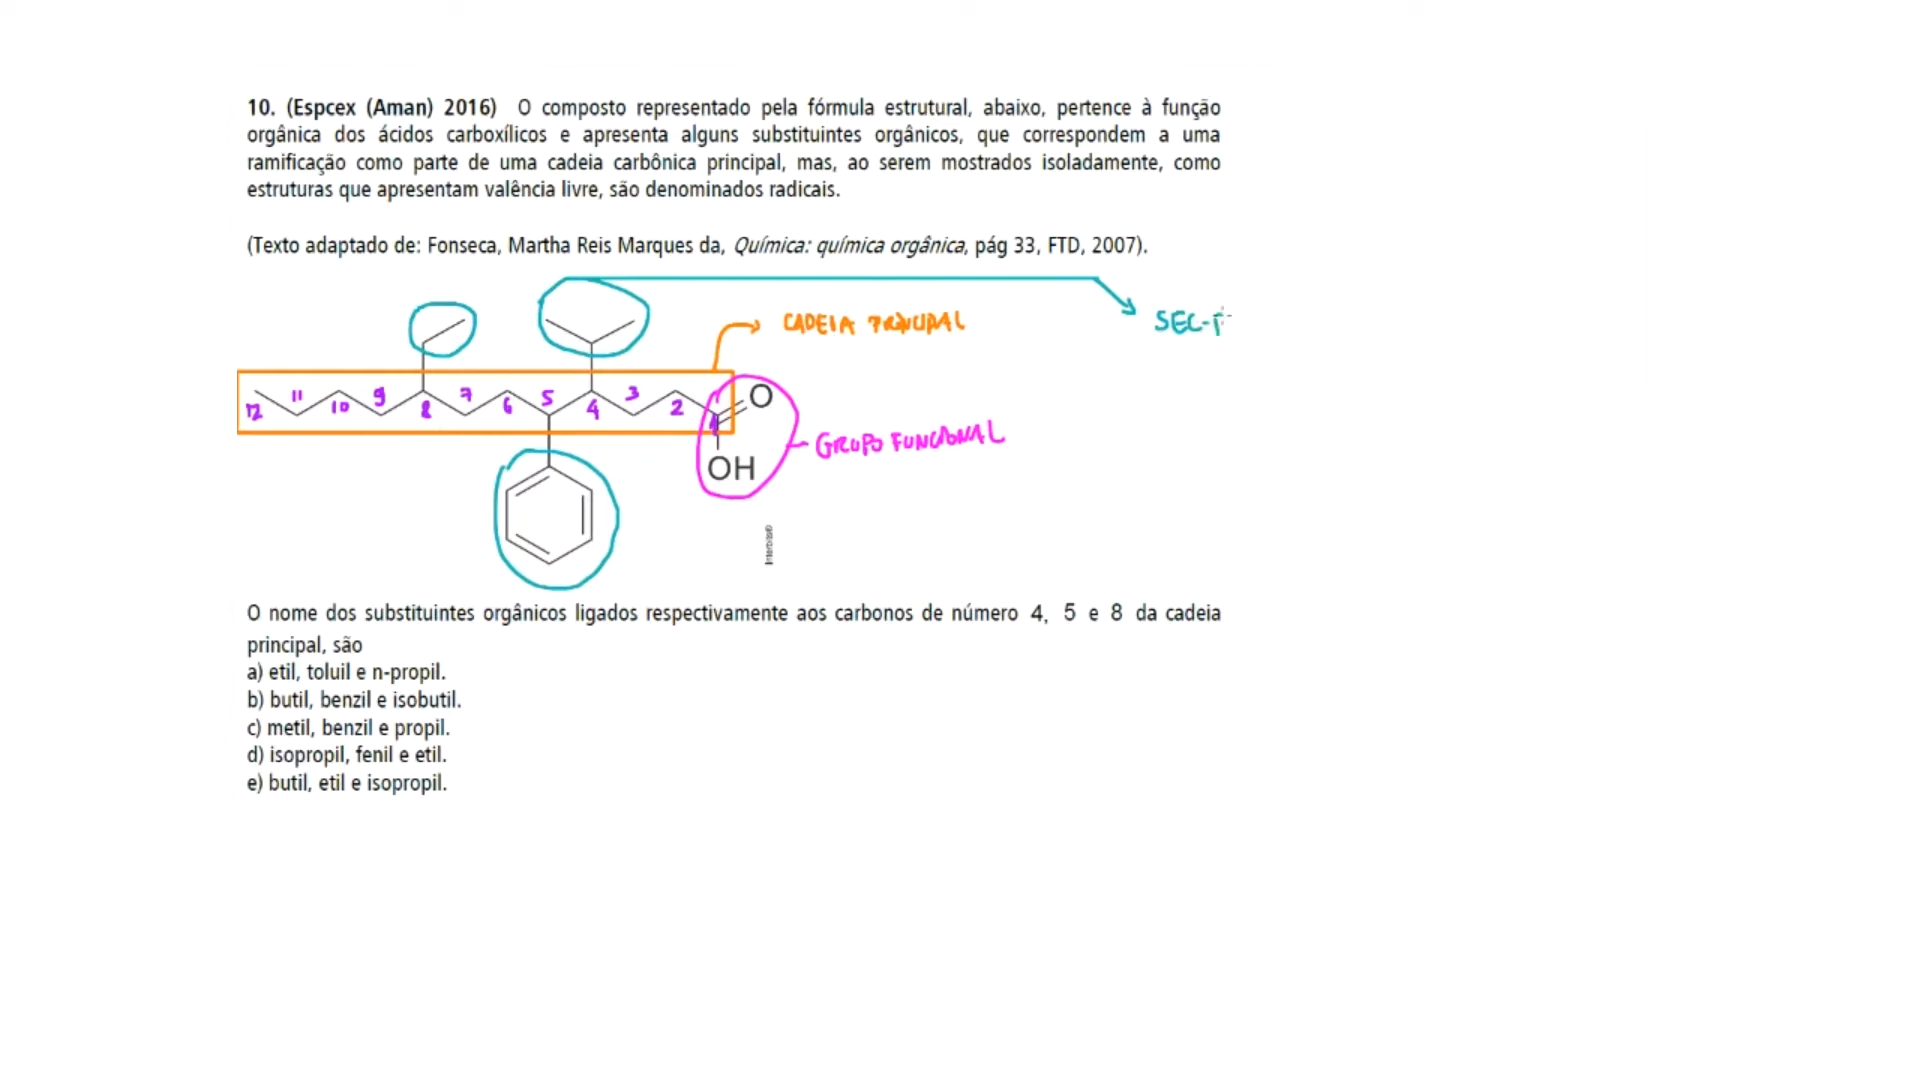 10. (Espcex (Aman) 2016) O composto representado pela fórmula estrutural, abaixo, pertence à função
orgânica dos ácidos carboxílicos e apresenta alguns substituintes orgânicos, que correspondem a uma
ramificação como parte de uma cadeia carbônica principal, mas, ao serem mostrados isoladamente, como
estruturas que apresentam valência livre, são denominados radicais.
(Texto adaptado de: Fonseca, Martha Reis Marques da, Química: química orgânica, pág 33, FTD, 2007).
CADEIA PRINCIPAL
SEC-
12 11 10 9 8 7 6 5 4 3 2 1
O
OH
GRUPO FUNCIONAL
Interbits®
O nome dos substituintes orgânicos ligados respectivamente aos carbonos de número 4, 5 e 8 da cadeia
principal, são
a) etil, toluil e n-propil.
b) butil, benzil e isobutil.
c) metil, benzil e propil.
d) isopropil, fenil e etil.
e) butil, etil e isopropil.